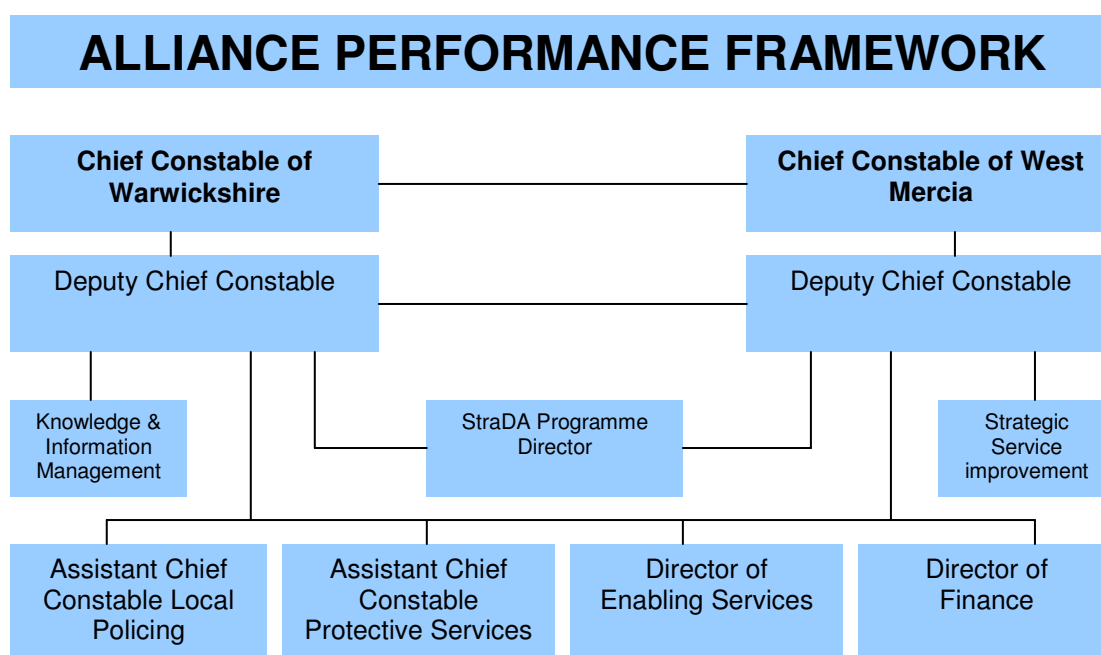 ALLIANCE PERFORMANCE FRAMEWORK
Chief Constable of
Warwickshire
Chief Constable of West
Mercia
Deputy Chief Constable
Deputy Chief Constable
Knowledge &
Information
Management
StraDA Programme
Director
Strategic
Service
improvement
Assistant Chief
Constable Local
Policing
Assistant Chief
Constable
Protective Services
Director of
Enabling Services
Director of
Finance